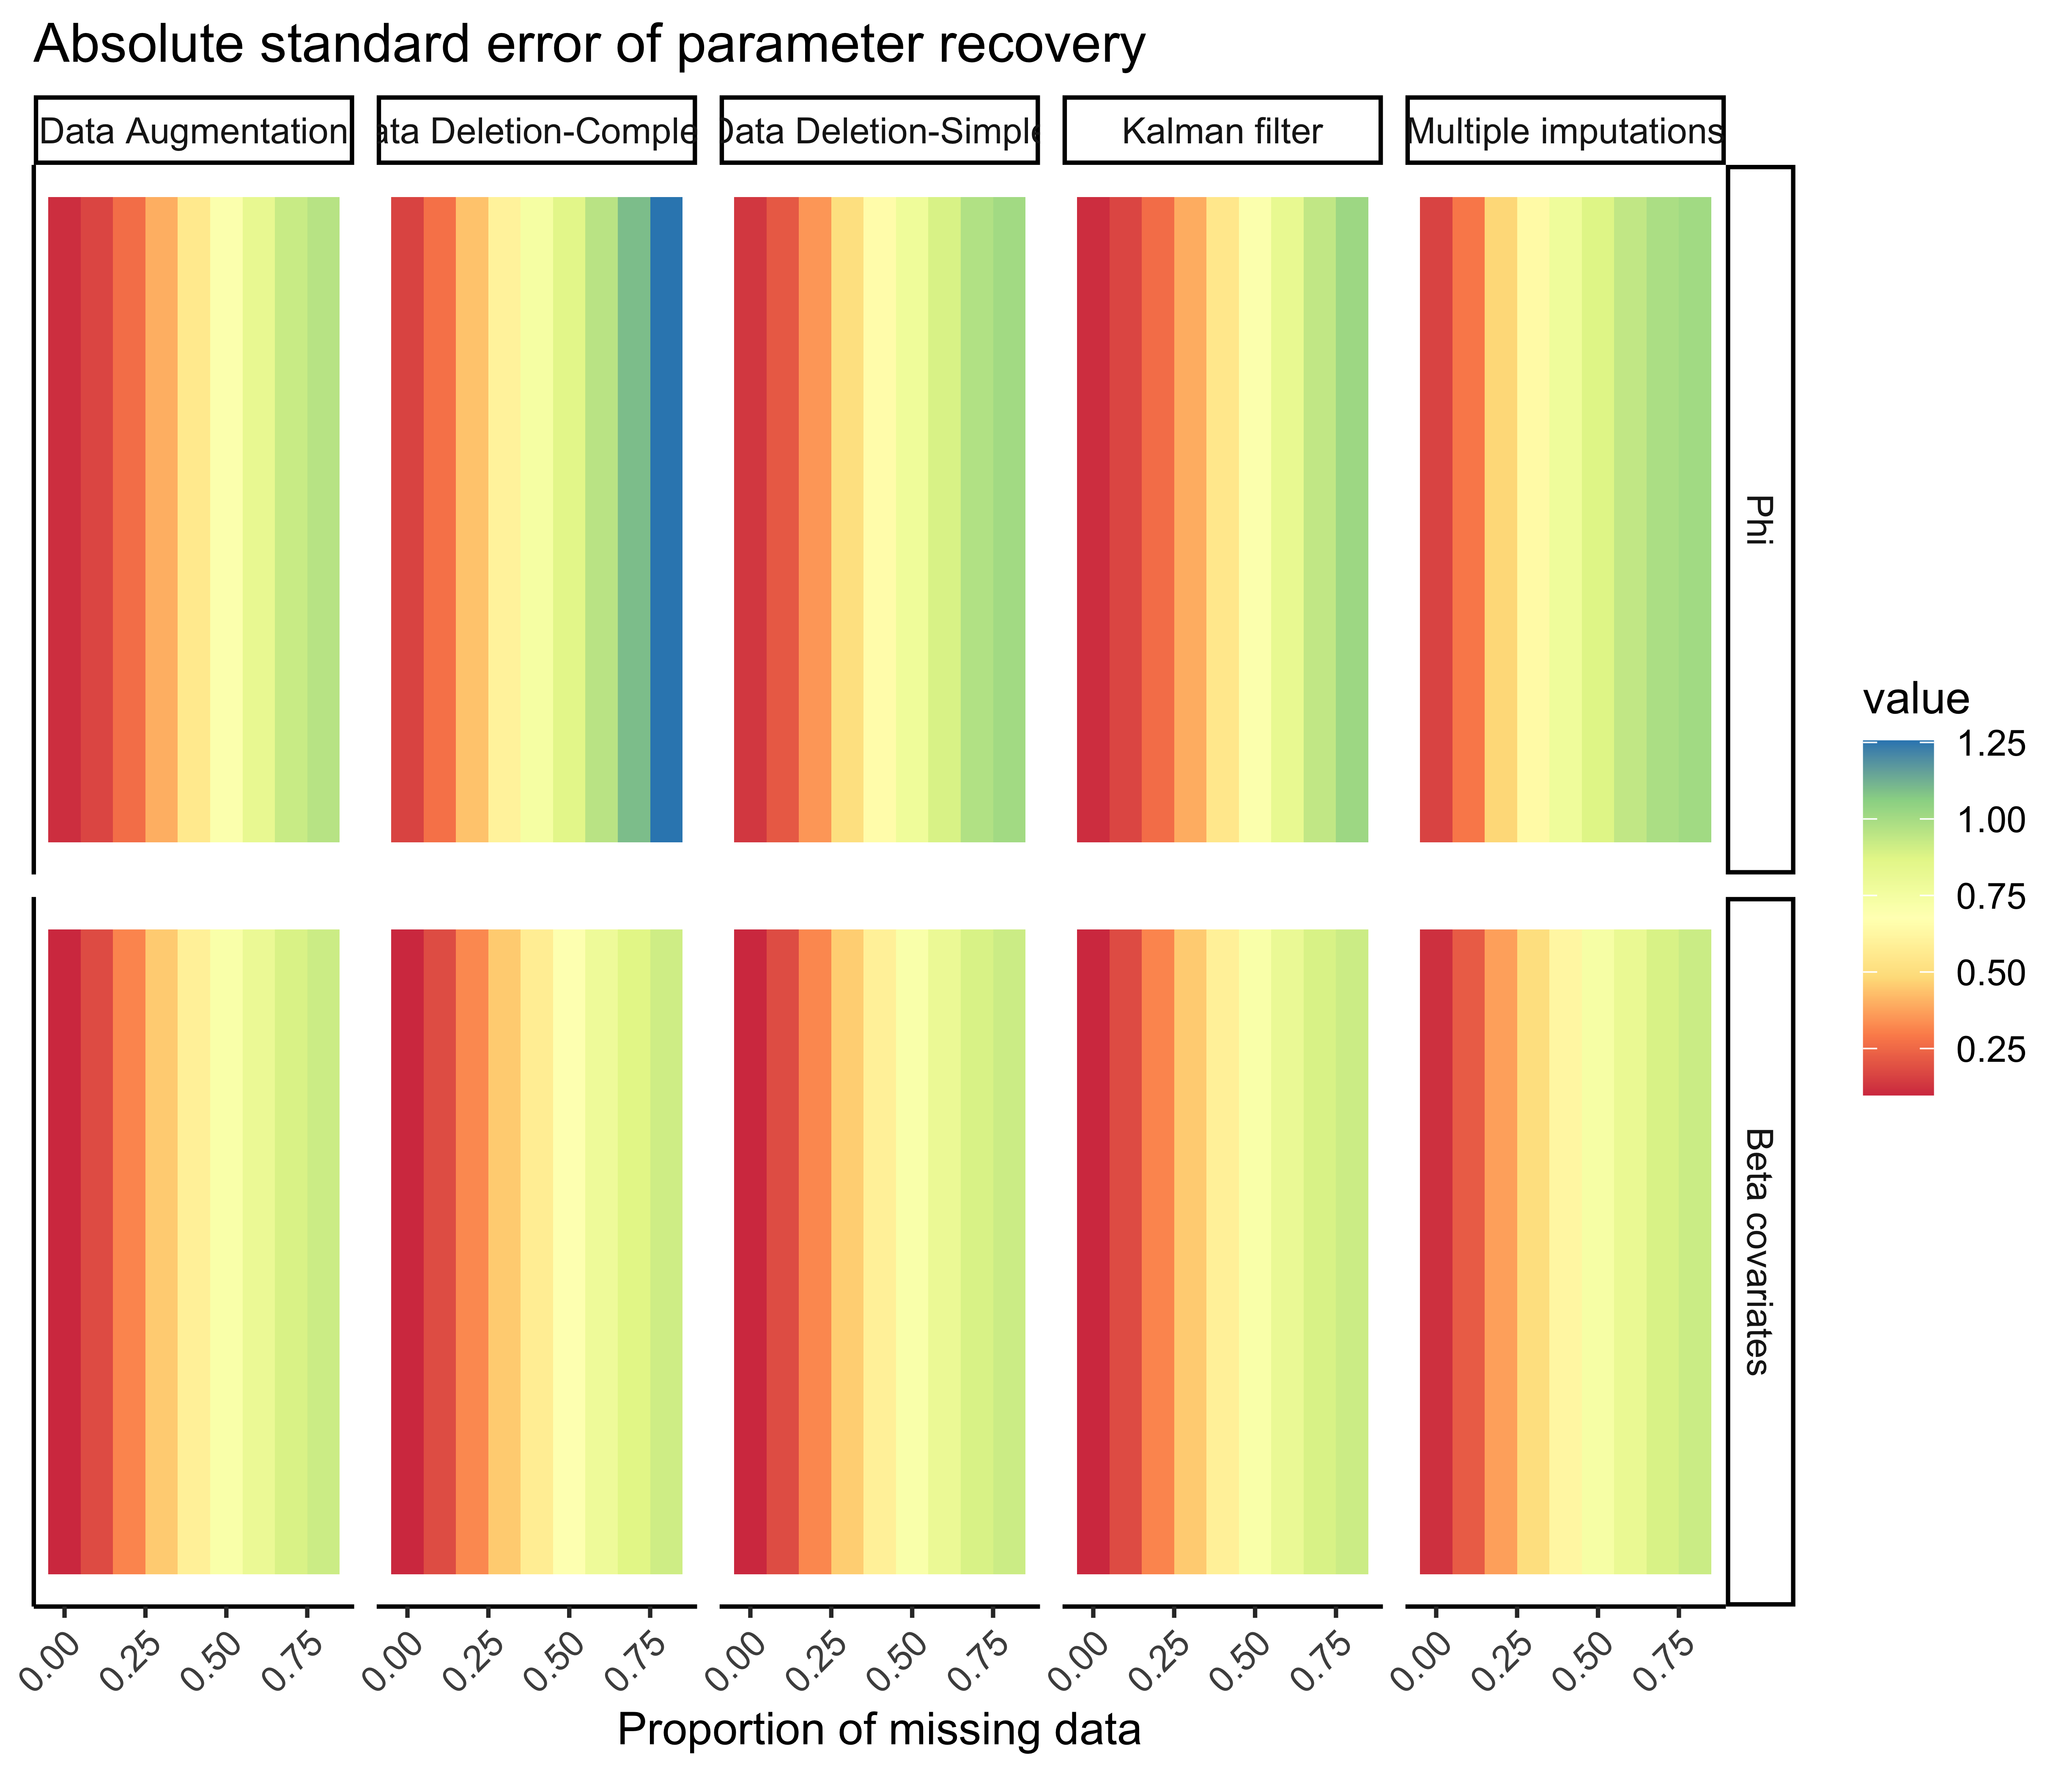 Absolute standard error of parameter recovery
Data Augmentation
ata Deletion-Comple
Data Deletion-Simple
Kalman filter
Multiple imputations
Phi
Beta covariates
value
1.25
1.00
0.75
0.50
0.25
0.00 0.25 0.50 0.75
0.00 0.25 0.50 0.75
0.00 0.25 0.50 0.75
0.00 0.25 0.50 0.75
0.00 0.25 0.50 0.75
Proportion of missing data